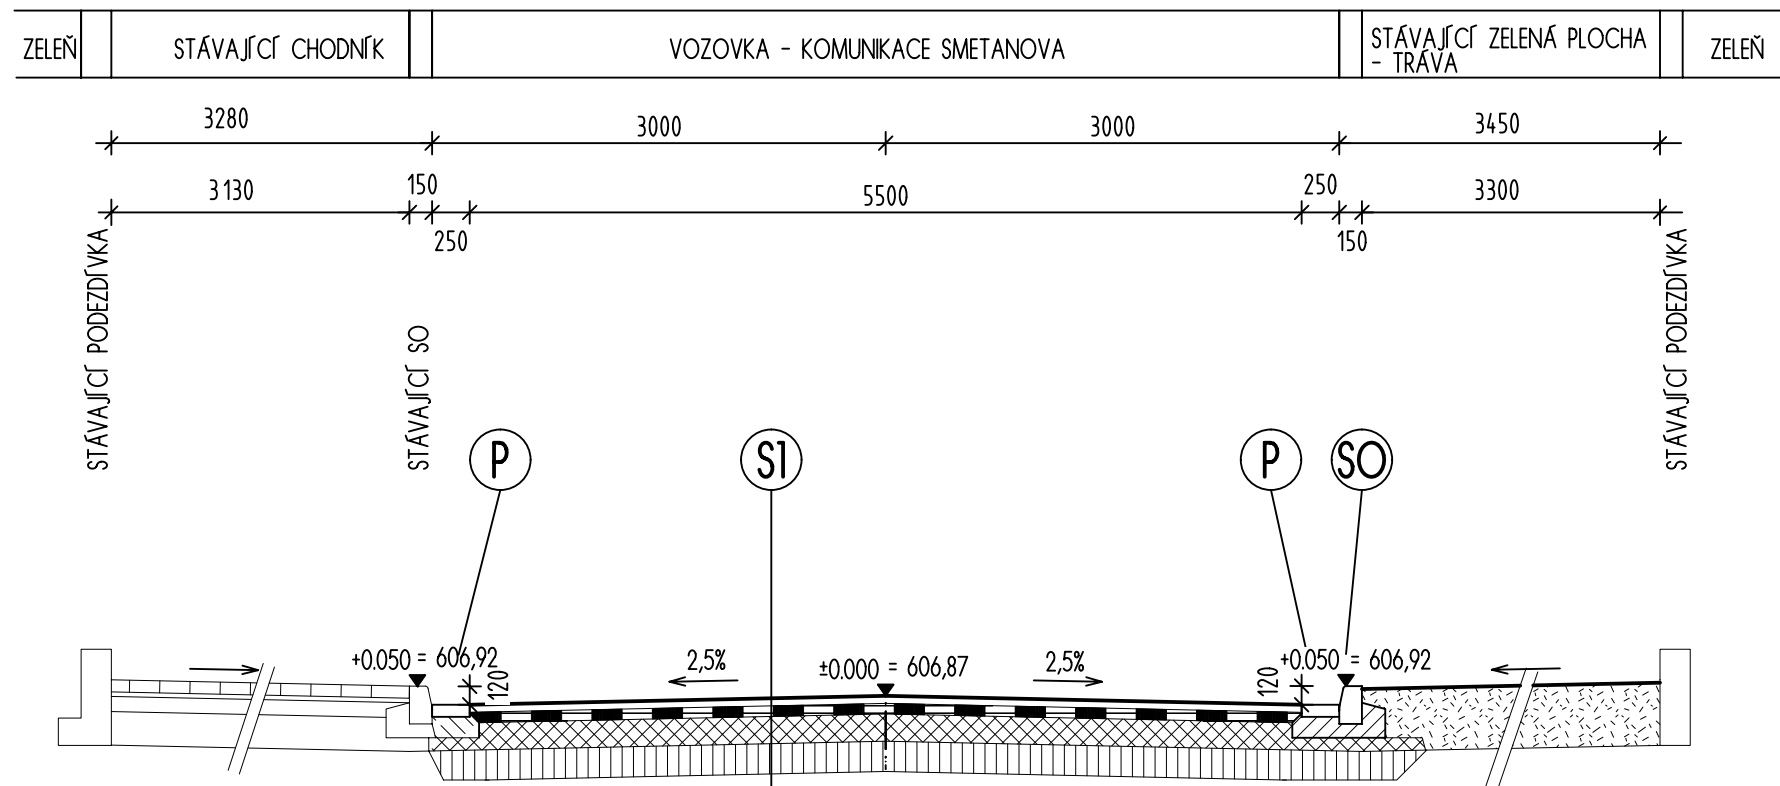 ZELEŇ
STÁVAJÍCÍ CHODNÍK
VOZOVKA - KOMUNIKACE SMETANOVA
STÁVAJÍCÍ ZELENÁ PLOCHA
- TRÁVA
ZELEŇ
3280
3000
3000
3450
3130
150
5500
250
3300
250
150
STÁVAJÍCÍ PODEZDÍVKA
STÁVAJÍCÍ SO
STÁVAJÍCÍ PODEZDÍVKA
P
S1
P
SO
+0.050 = 606,92
2,5%
±0.000 = 606,87
2,5%
+0.050 = 606,92
120
120